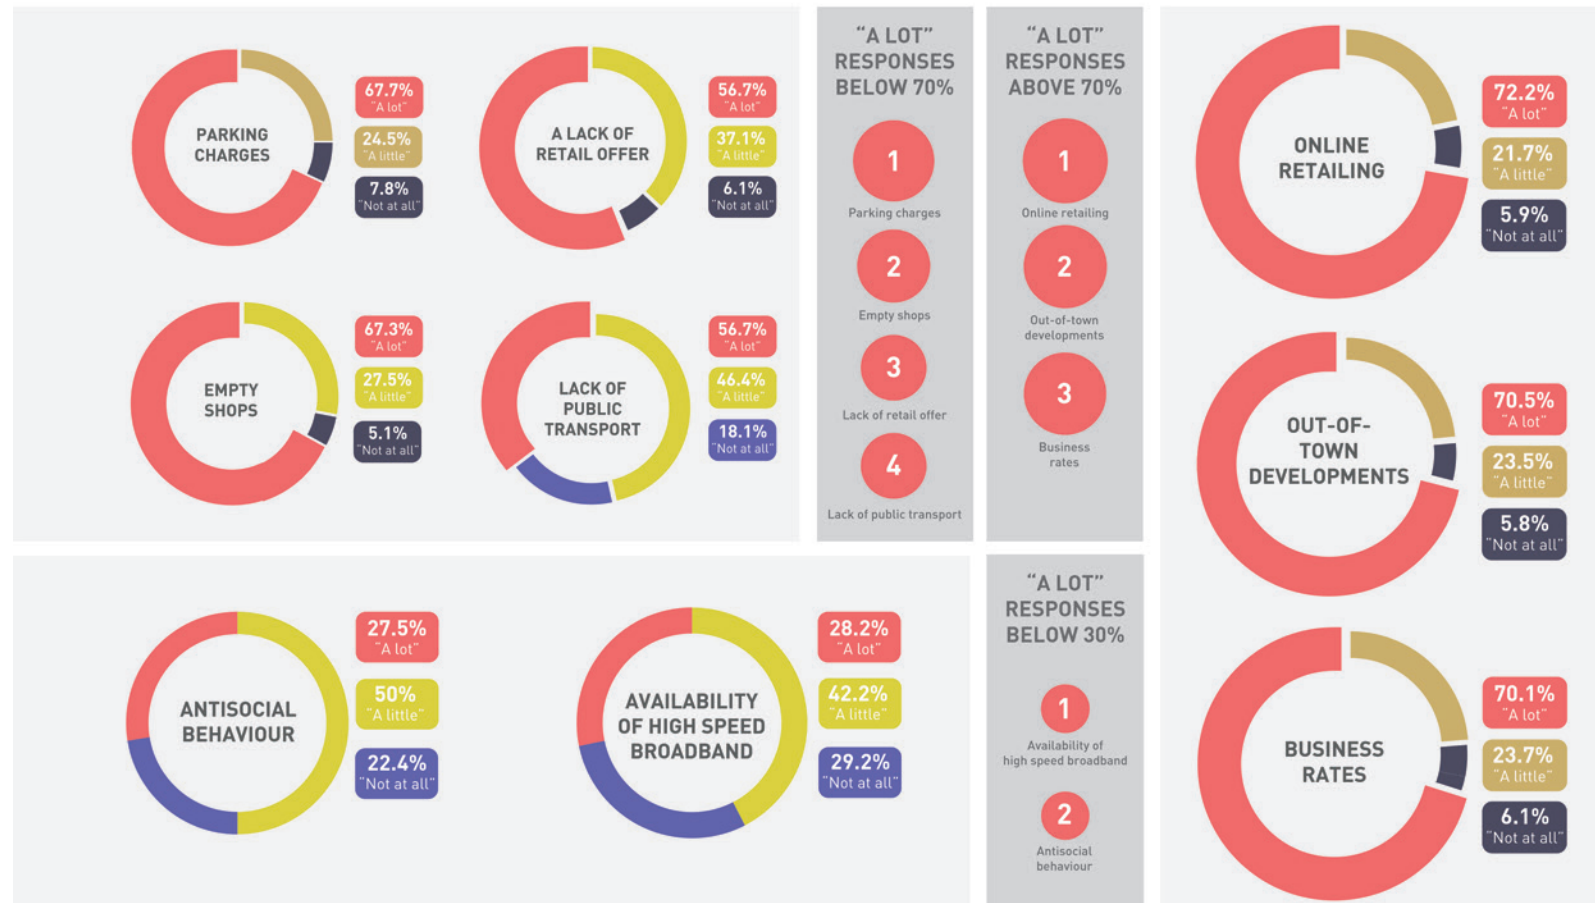 PARKING
CHARGES
67.7%
"A lot"
24.5%
"A little"
7.8%
"Not at all"
A LACK OF
RETAIL OFFER
56.7%
"A lot"
37.1%
"A little"
6.1%
"Not at all"
EMPTY
SHOPS
67.3%
"A lot"
27.5%
"A little"
5.1%
"Not at all"
LACK OF
PUBLIC
TRANSPORT
56.7%
"A lot"
46.4%
"A little"
18.1%
"Not at all"
"A LOT"
RESPONSES
BELOW 70%
1
Parking charges
2
Empty shops
3
Lack of retail offer
4
Lack of public transport
"A LOT"
RESPONSES
ABOVE 70%
1
Online retailing
2
Out-of-town
developments
3
Business
rates
ONLINE
RETAILING
72.2%
"A lot"
21.7%
"A little"
5.9%
"Not at all"
OUT-OF-
TOWN
DEVELOPMENTS
70.5%
"A lot"
23.5%
"A little"
5.8%
"Not at all"
BUSINESS
RATES
70.1%
"A lot"
23.7%
"A little"
6.1%
"Not at all"
ANTISOCIAL
BEHAVIOUR
27.5%
"A lot"
50%
"A little"
22.4%
"Not at all"
AVAILABILITY
OF HIGH SPEED
BROADBAND
28.2%
"A lot"
42.2%
"A little"
29.2%
"Not at all"
"A LOT"
RESPONSES
BELOW 30%
1
Availability of
high speed broadband
2
Antisocial
behaviour